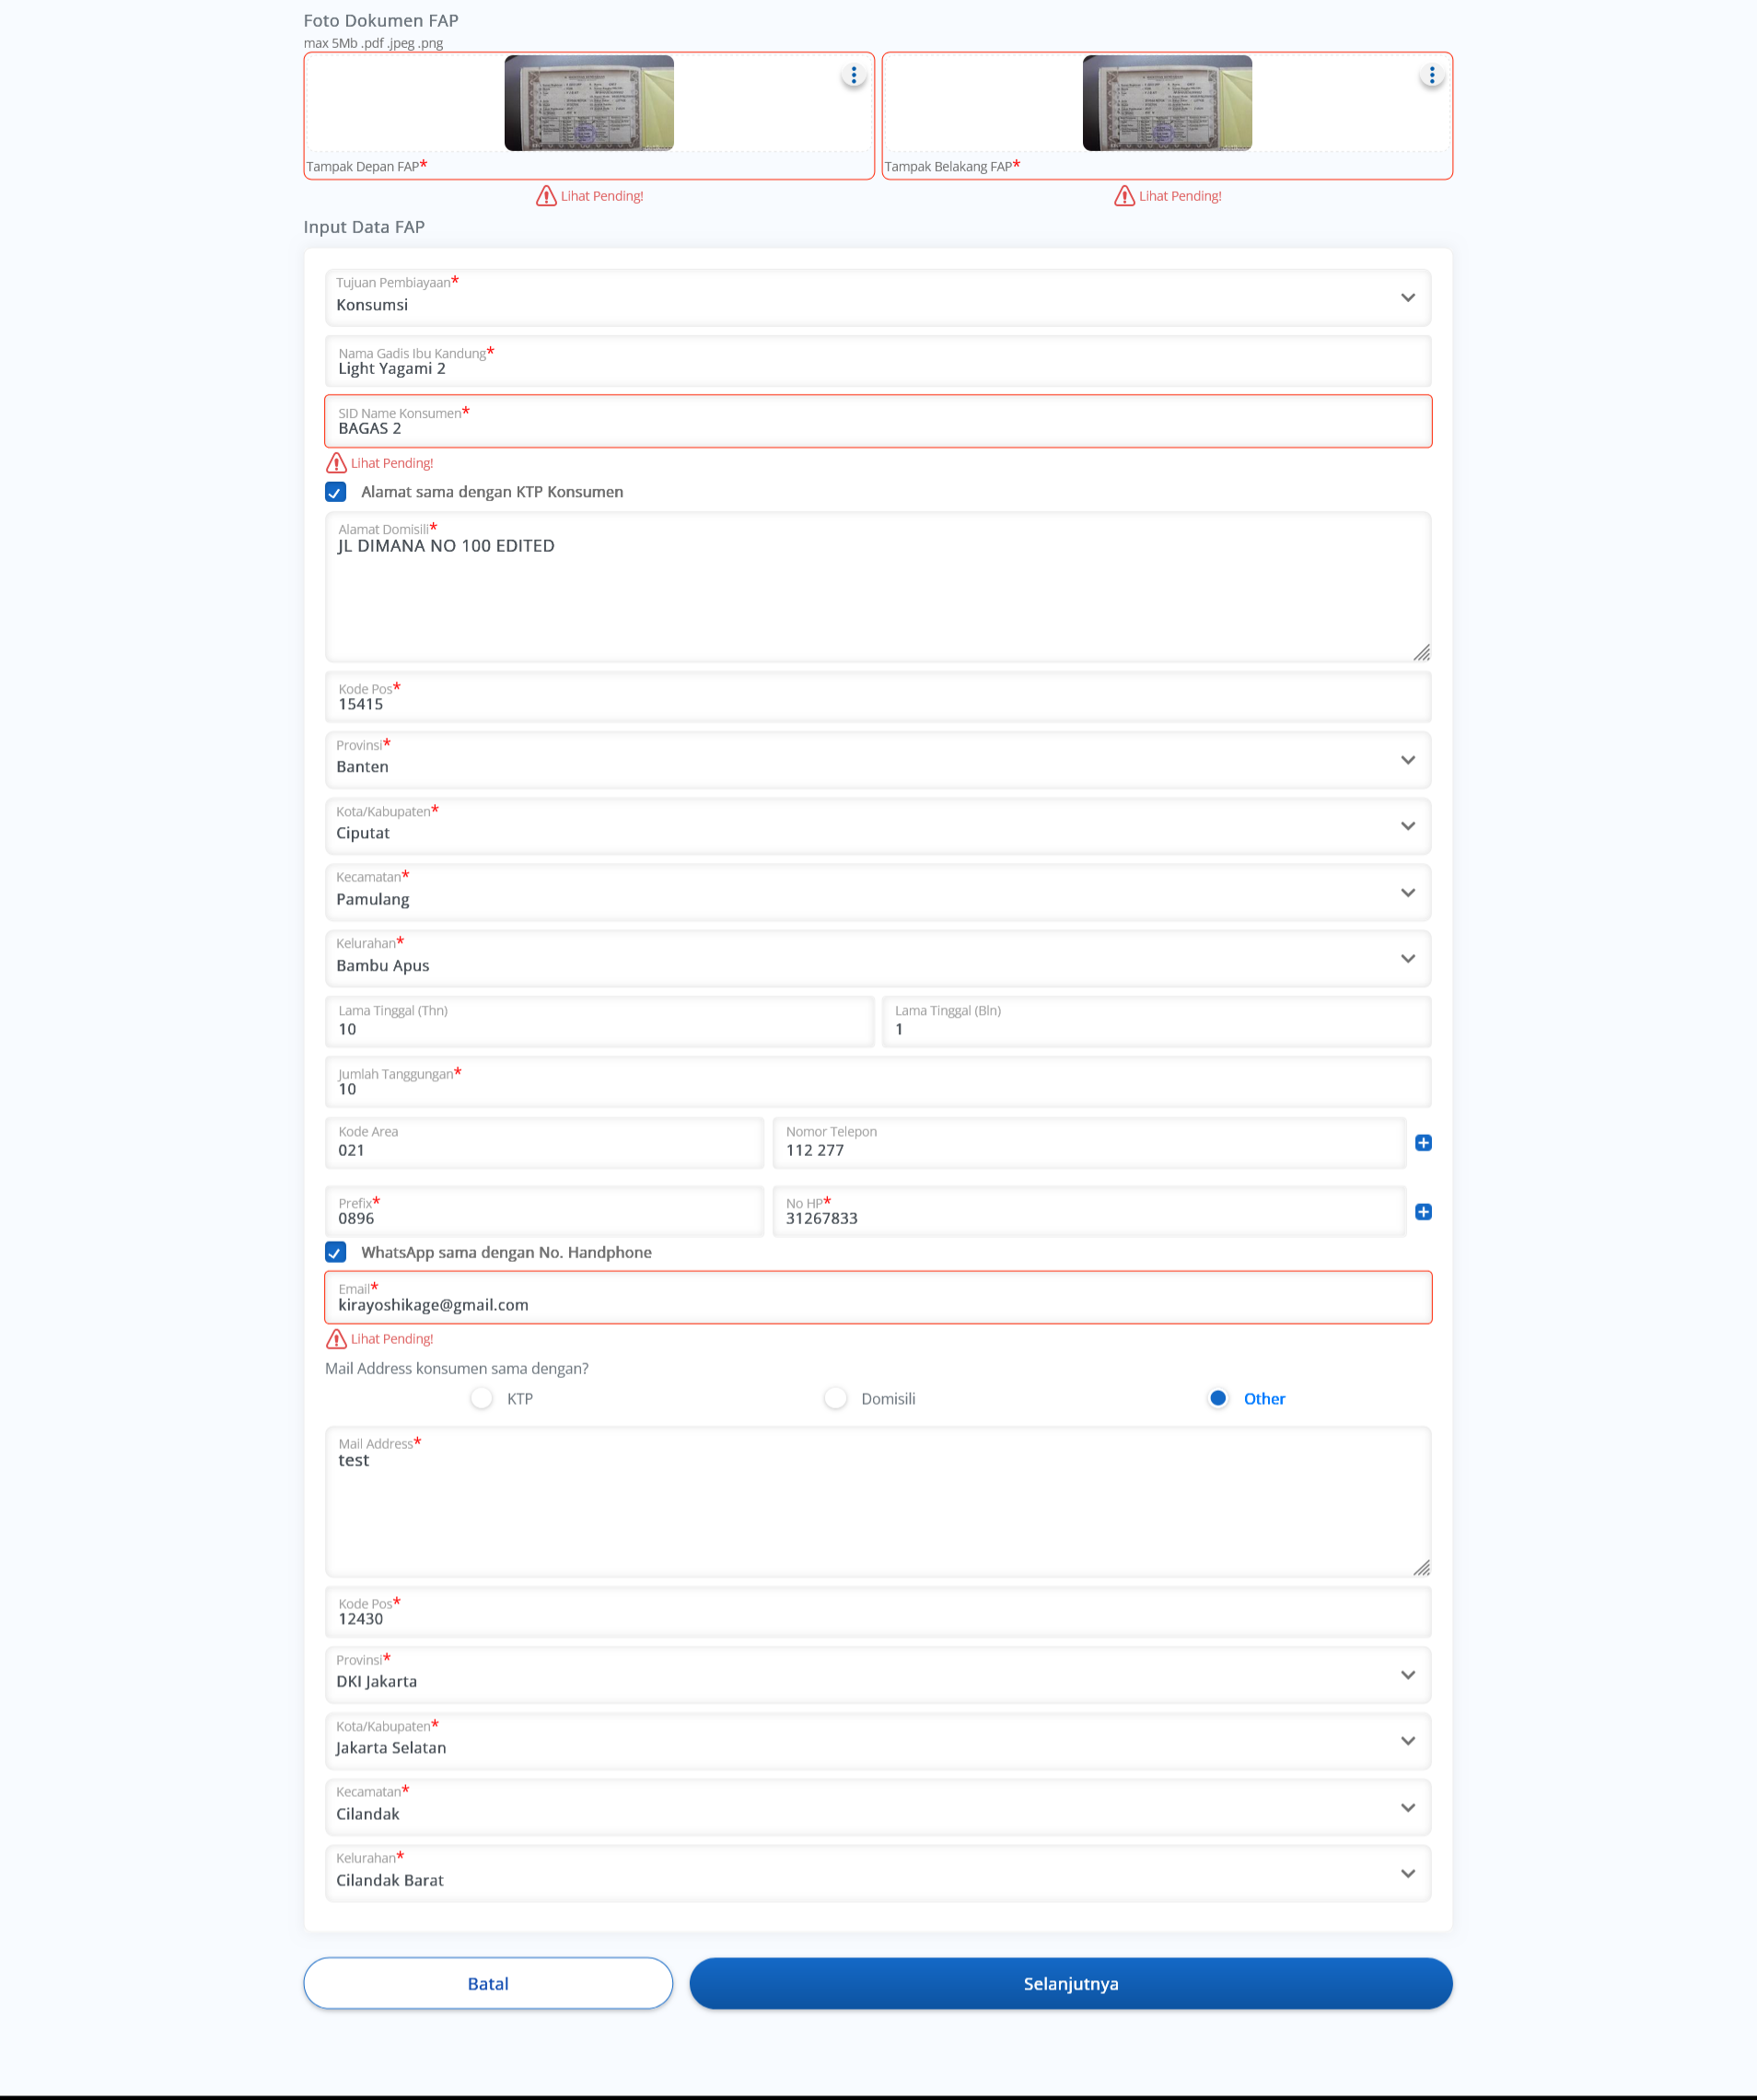 Foto Dokumen FAP
max 5Mb .pdf .jpeg .png
Tampak Depan FAP*
Tampak Belakang FAP*
Lihat Pending!
Lihat Pending!
Input Data FAP
Tujuan Pembiayaan*
Konsumsi
Nama Gadis Ibu Kandung*
Light Yagami 2
SID Name Konsumen*
BAGAS 2
Lihat Pending!
Alamat sama dengan KTP Konsumen
Alamat Domisili*
JL DIMANA NO 100 EDITED
Kode Pos*
15415
Provinsi*
Banten
Kota/Kabupaten*
Ciputat
Kecamatan*
Pamulang
Kelurahan*
Bambu Apus
Lama Tinggal (Thn)
10
Lama Tinggal (Bln)
1
Jumlah Tanggungan*
10
Kode Area
021
Nomor Telepon
112 277
Prefix*
0896
No HP*
31267833
WhatsApp sama dengan No. Handphone
Email*
kirayoshikage@gmail.com
Lihat Pending!
Mail Address konsumen sama dengan?
KTP
Domisili
Other
Mail Address*
test
Kode Pos*
12430
Provinsi*
DKI Jakarta
Kota/Kabupaten*
Jakarta Selatan
Kecamatan*
Cilandak
Kelurahan*
Cilandak Barat
Batal
Selanjutnya